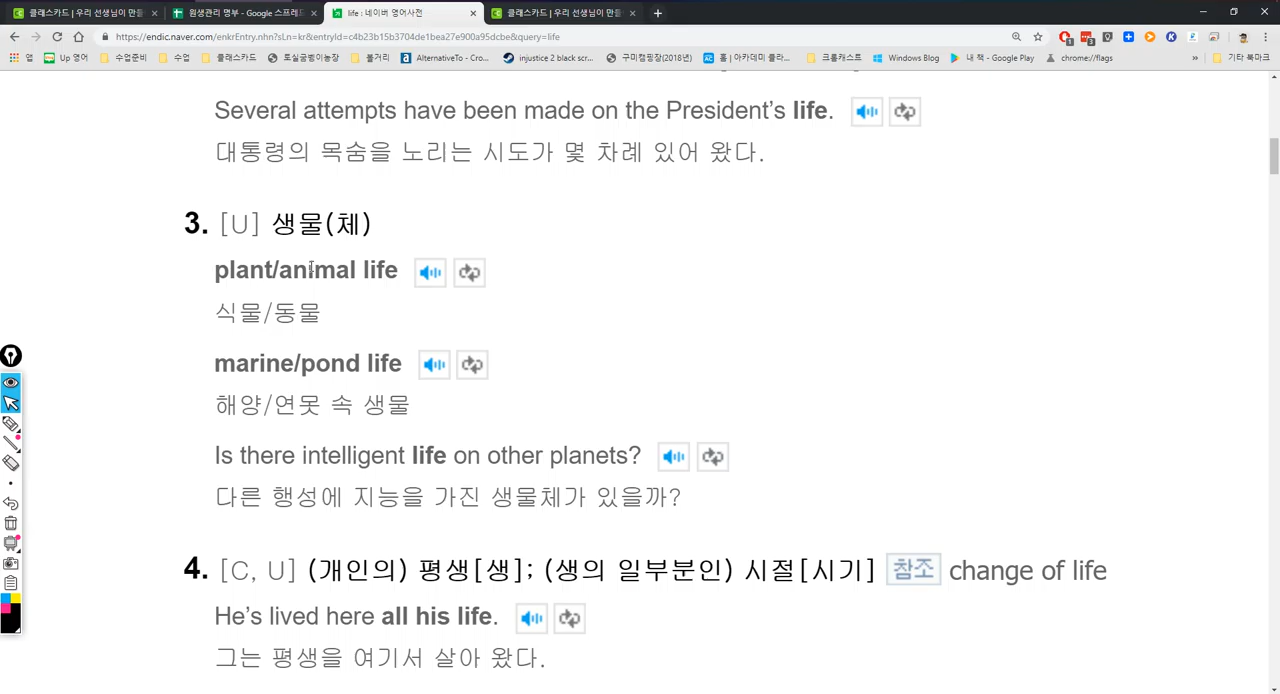 클래스카드 | 우리 선생님이 만들
원생관리 명부 - Google 스프레드
life : 네이버 영어사전
클래스카드 | 우리 선생님이 만들
https://endic.naver.com/enkrEntry.nhn?sLn=kr&entryId=c4b23b15b3704de1bea27e900a95dcbe&query=life
앱 Up 영어 수업준비 수업 클래스카드 토실궁뎅이농장 볼거리 AlternativeTo - Cro... injustice 2 black scr... 구미캠핑장(2018년) 홈 | 아카데미 클라... 크롬캐스트 Windows Blog 내 책 - Google Play chrome://flags » 기타 북마크
Several attempts have been made on the President's life.
대통령의 목숨을 노리는 시도가 몇 차례 있어 왔다.
3. [U] 생물(체)
plant/animal life
식물/동물
marine/pond life
해양/연못 속 생물
Is there intelligent life on other planets?
다른 행성에 지능을 가진 생물체가 있을까?
4. [C, U] (개인의) 평생[생]; (생의 일부분인) 시절[시기] 참조 change of life
He's lived here all his life.
그는 평생을 여기서 살아 왔다.